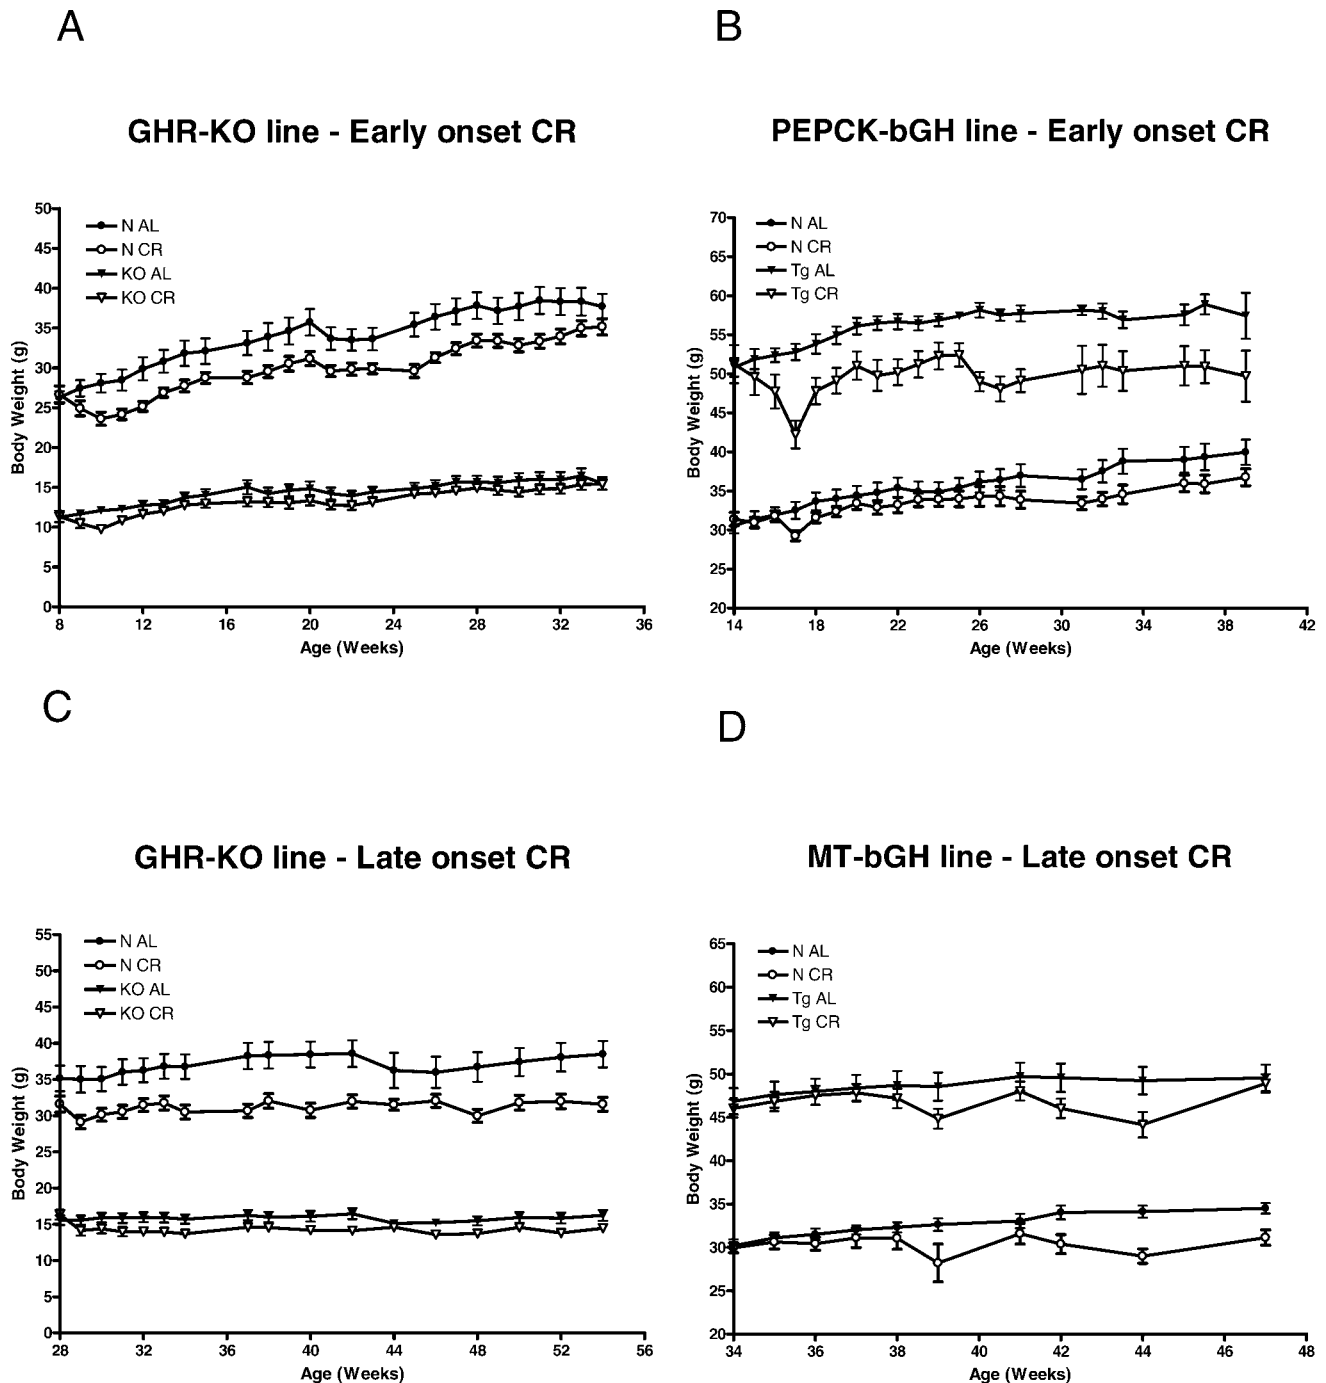 A
GHR-KO line - Early onset CR
N AL
N CR
KO AL
KO CR
Body Weight (g)
50
45
40
35
30
25
20
15
10
5
0
8 12 16 20 24 28 32 36
Age (Weeks)
B
PEPCK-bGH line - Early onset CR
N AL
N CR
Tg AL
Tg CR
Body Weight (g)
70
65
60
55
50
45
40
35
30
25
20
14 18 22 26 30 34 38 42
Age (Weeks)
C
GHR-KO line - Late onset CR
N AL
N CR
KO AL
KO CR
Body Weight (g)
55
50
45
40
35
30
25
20
15
10
5
0
28 32 36 40 44 48 52 56
Age (Weeks)
D
MT-bGH line - Late onset CR
N AL
N CR
Tg AL
Tg CR
Body Weight (g)
65
60
55
50
45
40
35
30
25
20
34 36 38 40 42 44 46 48
Age (Weeks)